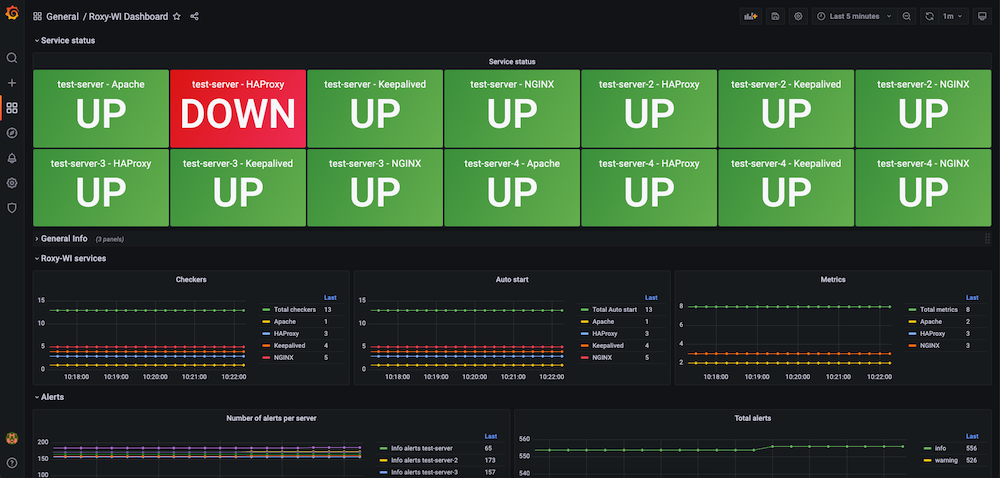 General / Roxy-WI Dashboard
Last 5 minutes
1m
Service status
Service status
test-server - Apache
UP
test-server - HAProxy
DOWN
test-server - Keepalived
UP
test-server - NGINX
UP
test-server-2 - HAProxy
UP
test-server-2 - Keepalived
UP
test-server-2 - NGINX
UP
test-server-3 - HAProxy
UP
test-server-3 - Keepalived
UP
test-server-3 - NGINX
UP
test-server-4 - Apache
UP
test-server-4 - HAProxy
UP
test-server-4 - Keepalived
UP
test-server-4 - NGINX
UP
General Info (3 panels)
Roxy-WI services
Checkers
15
10
5
0
10:18:00 10:19:00 10:20:00 10:21:00 10:22:00
Last
Total checkers 13
Apache 1
HAProxy 3
Keepalived 4
NGINX 5
Auto start
15
10
5
0
10:18:00 10:19:00 10:20:00 10:21:00 10:22:00
Last
Total Auto start 13
Apache 1
HAProxy 3
Keepalived 4
NGINX 5
Metrics
8
6
4
2
10:18:00 10:19:00 10:20:00 10:21:00 10:22:00
Last
Total metrics 8
Apache 2
HAProxy 3
NGINX 3
Alerts
Number of alerts per server
200
150
100
Last
Info alerts test-server 65
Info alerts test-server-2 173
Info alerts test-server-3 157
Total alerts
560
550
540
Last
info 556
warning 526